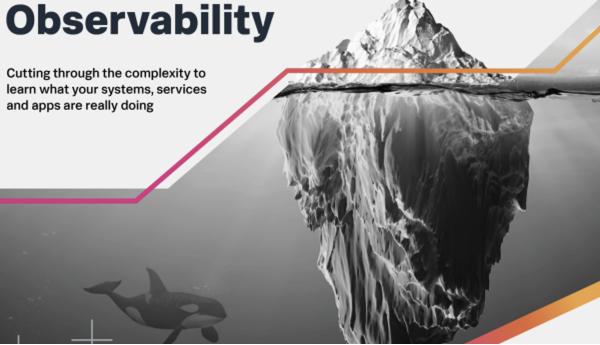 Observability
Cutting through the complexity to
learn what your systems, services
and apps are really doing